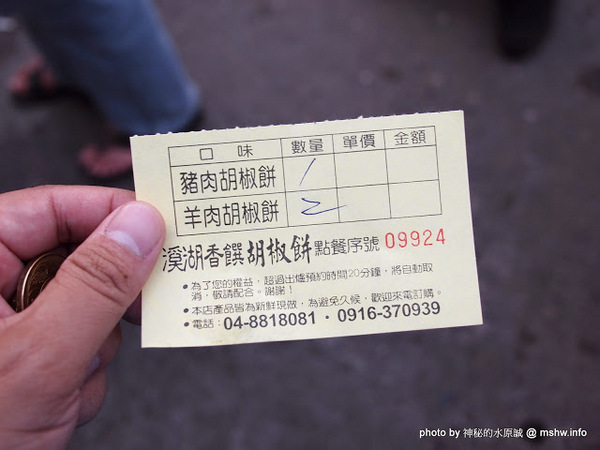 口味 數量 單價 金額
豬肉胡椒餅 1
羊肉胡椒餅 2
溪湖香饌胡椒餅 點餐序號 09924
●為了您的權益,超過出爐預約時間20分鐘,將自動取
消,敬請配合。謝謝!
●本店產品皆為新鮮現做,為避免久候,歡迎來電訂購。
●電話:04-8818081・0916-370939
photo by 神秘的水原誠 @ mshw.info